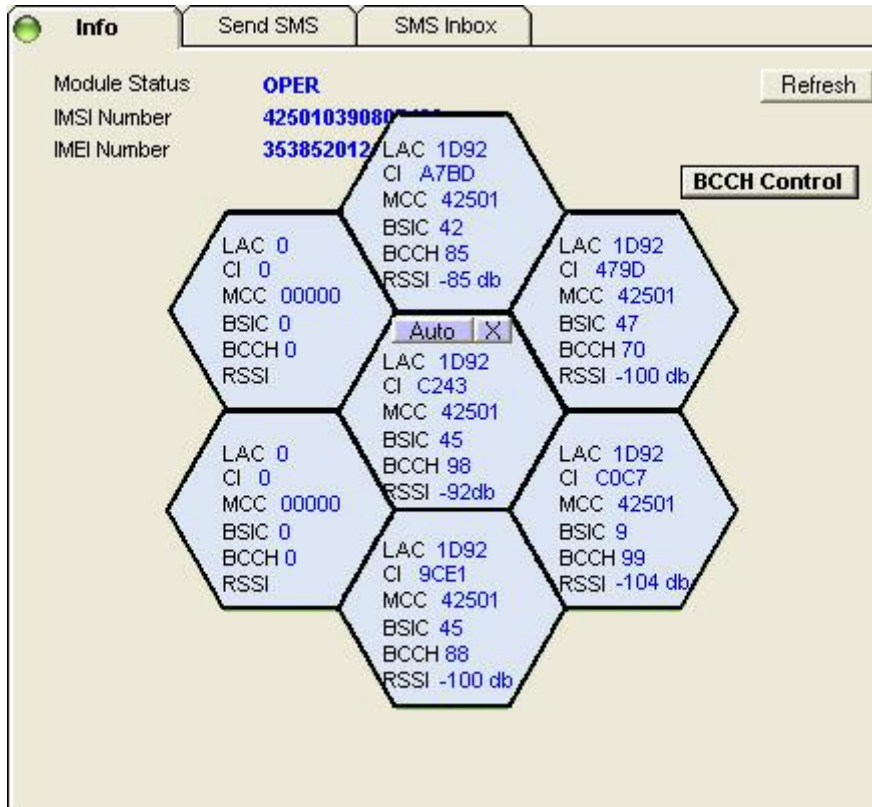 Info Send SMS SMS Inbox
Module Status OPER
Refresh
IMSI Number
IMEI Number
BCCH Control
LAC 1D92
CI A7BD
MCC 42501
BSIC 42
BCCH 85
RSSI -85 db
LAC 0
CI 0
MCC 00000
BSIC 0
BCCH 0
RSSI
LAC 1D92
CI 479D
MCC 42501
BSIC 47
BCCH 70
RSSI -100 db
Auto X
LAC 1D92
CI C243
MCC 42501
BSIC 45
BCCH 98
RSSI -92db
LAC 0
CI 0
MCC 00000
BSIC 0
BCCH 0
RSSI
LAC 1D92
CI C0C7
MCC 42501
BSIC 9
BCCH 99
RSSI -104 db
LAC 1D92
CI 9CE1
MCC 42501
BSIC 45
BCCH 88
RSSI -100 db